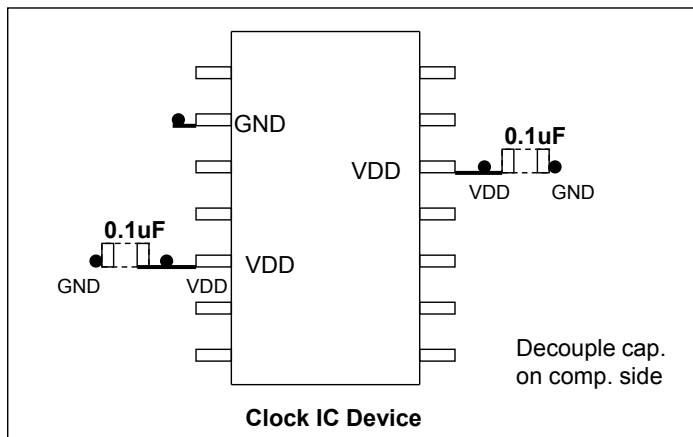 GND
0.1uF
VDD
VDD
GND
0.1uF
VDD
GND
VDD
Decouple cap.
on comp. side
Clock IC Device